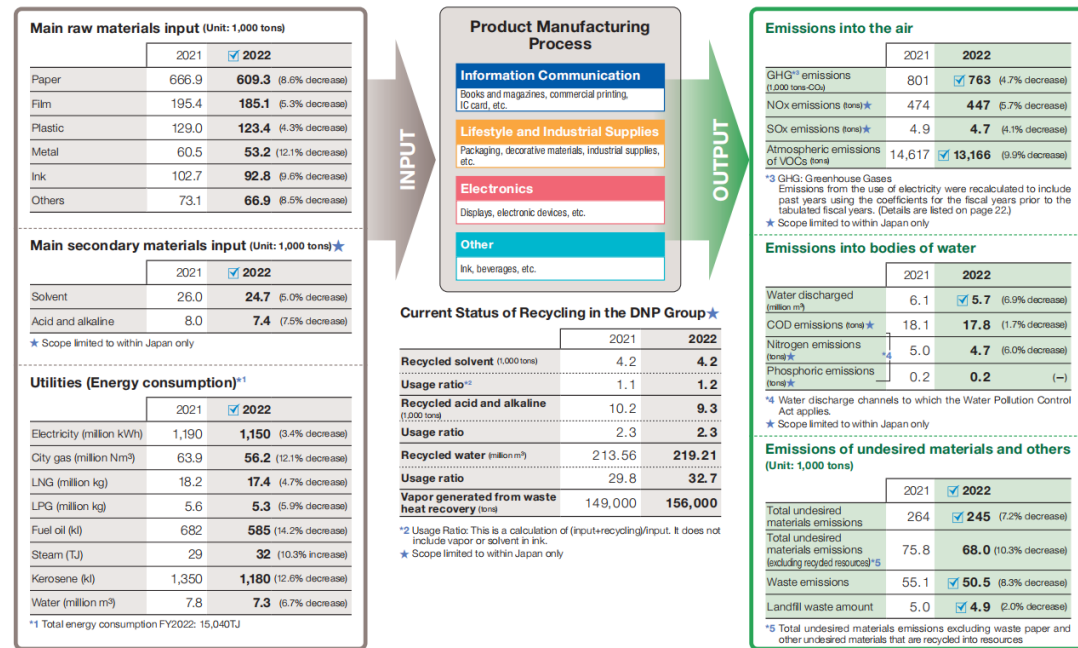 Main raw materials input (Unit: 1,000 tons)
2021 2022
Paper 666.9 609.3 (8.6% decrease)
Film 195.4 185.1 (5.3% decrease)
Plastic 129.0 123.4 (4.3% decrease)
Metal 60.5 53.2 (12.1% decrease)
Ink 102.7 92.8 (9.6% decrease)
Others 73.1 66.9 (8.5% decrease)
Main secondary materials input (Unit: 1,000 tons)★
2021 2022
Solvent 26.0 24.7 (5.0% decrease)
Acid and alkaline 8.0 7.4 (7.5% decrease)
★ Scope limited to within Japan only
Utilities (Energy consumption)*1
2021 2022
Electricity (million kWh) 1,190 1,150 (3.4% decrease)
City gas (million Nm³) 63.9 56.2 (12.1% decrease)
LNG (million kg) 18.2 17.4 (4.7% decrease)
LPG (million kg) 5.6 5.3 (5.9% decrease)
Fuel oil (kl) 682 585 (14.2% decrease)
Steam (TJ) 29 32 (10.3% increase)
Kerosene (kl) 1,350 1,180 (12.6% decrease)
Water (million m³) 7.8 7.3 (6.7% decrease)
*1 Total energy consumption FY2022: 15,040TJ
INPUT
Product Manufacturing
Process
Information Communication
Books and magazines, commercial printing,
IC card, etc.
Lifestyle and Industrial Supplies
Packaging, decorative materials, industrial supplies,
etc.
Electronics
Displays, electronic devices, etc.
Other
Ink, beverages, etc.
OUTPUT
Current Status of Recycling in the DNP Group★
2021 2022
Recycled solvent (1,000 tons) 4.2 4.2
Usage ratio*2 1.1 1.2
Recycled acid and alkaline
(1,000 tons) 10.2 9.3
Usage ratio 2.3 2.3
Recycled water (million m³) 213.56 219.21
Usage ratio 29.8 32.7
Vapor generated from waste
heat recovery (tons) 149,000 156,000
*2 Usage Ratio: This is a calculation of (input+recycling)/input. It does not
include vapor or solvent in ink.
★ Scope limited to within Japan only
Emissions into the air
2021 2022
GHG*3 emissions
(1,000 tons-CO₂) 801 763 (4.7% decrease)
NOx emissions (tons)★ 474 447 (5.7% decrease)
SOx emissions (tons)★ 4.9 4.7 (4.1% decrease)
Atmospheric emissions
of VOCs (tons) 14,617 13,166 (9.9% decrease)
*3 GHG: Greenhouse Gases
Emissions from the use of electricity were recalculated to include
past years using the coefficients for the fiscal years prior to the
tabulated fiscal years. (Details are listed on page 22.)
★ Scope limited to within Japan only
Emissions into bodies of water
2021 2022
Water discharged
(million m³) 6.1 5.7 (6.9% decrease)
COD emissions (tons)★ 18.1 17.8 (1.7% decrease)
Nitrogen emissions
(tons)★ *4 5.0 4.7 (6.0% decrease)
Phosphoric emissions
(tons)★ 0.2 0.2 (—)
*4 Water discharge channels to which the Water Pollution Control
Act applies.
★ Scope limited to within Japan only
Emissions of undesired materials and others
(Unit: 1,000 tons)
2021 2022
Total undesired
materials emissions 264 245 (7.2% decrease)
Total undesired
materials emissions
(excluding recycled resources)*5 75.8 68.0 (10.3% decrease)
Waste emissions 55.1 50.5 (8.3% decrease)
Landfill waste amount 5.0 4.9 (2.0% decrease)
*5 Total undesired materials emissions excluding waste paper and
other undesired materials that are recycled into resources